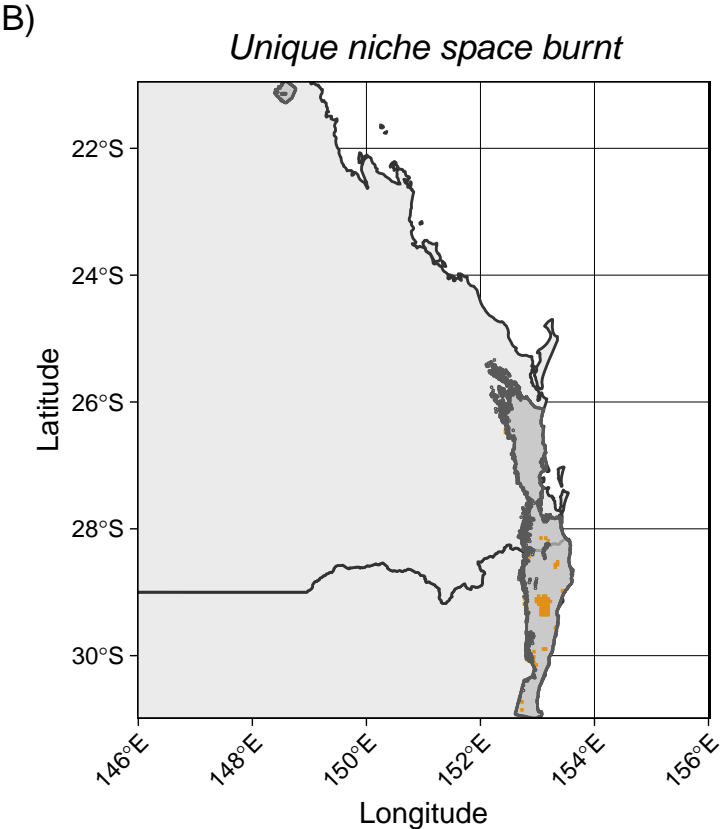 B)
Unique niche space burnt
22°S
24°S
26°S
28°S
30°S
Latitude
146°E
148°E
150°E
152°E
154°E
156°E
Longitude